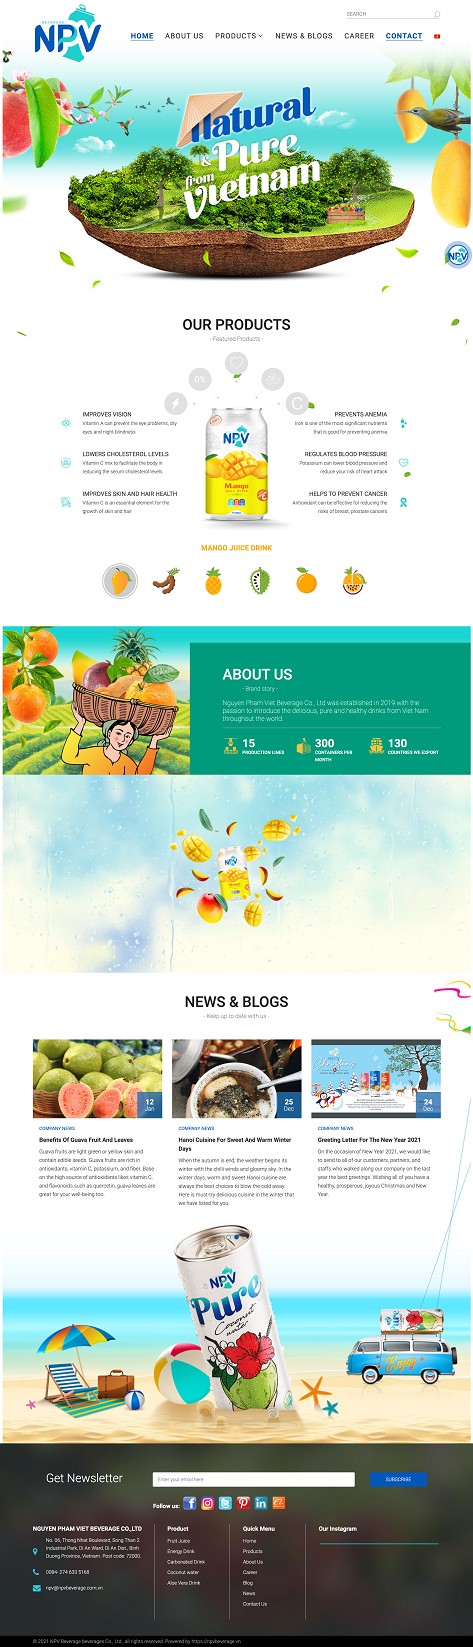 SEARCH
BEVERAGE
NPV
HOME ABOUT US PRODUCTS NEWS & BLOGS CAREER CONTACT
Natural
& Pure
from
Vietnam
NPV
OUR PRODUCTS
- Featured Products -
0%
C
IMPROVES VISION
Vitamin A can prevent the eye problems, dry
eyes and night blindness
LOWERS CHOLESTEROL LEVELS
Vitamin C mix to facilitate the body in
reducing the serum cholesterol levels
IMPROVES SKIN AND HAIR HEALTH
Vitamin C is an essential element for the
growth of skin and hair
NPV
Mango
PREVENTS ANEMIA
Iron is one of the most significant nutrients
that is good for preventing anemia
REGULATES BLOOD PRESSURE
Potassium can lower blood pressure and
reduce your risk of heart attack
HELPS TO PREVENT CANCER
Antioxidant can be effective for reducing the
risks of breast, prostate cancers
MANGO JUICE DRINK
ABOUT US
- Brand story -
Nguyen Pham Viet Beverage Co., Ltd was established in 2019 with the
passion to introduce the delicious, pure and healthy drinks from Viet Nam
throughout the world.
15
PRODUCTION LINES
300
CONTAINERS PER
MONTH
130
COUNTRIES WE EXPORT
NPV
NEWS & BLOGS
- Keep up to date with us -
12
Jan
COMPANY NEWS
Benefits Of Guava Fruit And Leaves
Guava fruits are light green or yellow skin and
contain edible seeds. Guava fruits are rich in
antioxidants, vitamin C, potassium, and fiber. Base
on the high source of antioxidants likes vitamin C,
and flavonoids such as quercetin, guava leaves are
great for your well-being too.
25
Dec
COMPANY NEWS
Hanoi Cuisine For Sweet And Warm Winter
Days
When the autumn is end, the weather begins its
winter with the chilli winds and gloomy sky. In the
winter days, warm and sweet Hanoi cuisine are
always the best choices to blow the cold away.
Here is must-try delicious cuisine in the winter that
we have listed for you.
24
Dec
COMPANY NEWS
Greeting Letter For The New Year 2021
On the occasion of New Year 2021, we would like
to send to all of our customers, partners, and
staffs who walked along our company on the last
year the best greetings. Wishing all of you have a
healthy, prosperous, joyous Christmas and New
Year.
NPV
Pure
Coconut
water
Enjoy
Get Newsletter
Enter your email here
SUBSCRIBE
Follow us:
NGUYEN PHAM VIET BEVERAGE CO.,LTD
No. 06, Thong Nhat Boulevard, Song Than 2
Industrial Park, Di An Ward, Di An Dist., Binh
Duong Province, Vietnam. Post code: 72000.
0084- 274 633 5168
npv@npvbeverage.com.vn
Product
Fruit Juice
Energy Drink
Carbonated Drink
Coconut water
Aloe Vera Drink
Quick Menu
Home
Products
About Us
Career
Blog
News
Contact Us
Our Instagram
© 2021 NPV Beverage beverages Co., Ltd., all rights reserved. Powered by https://npvbeverage.vn